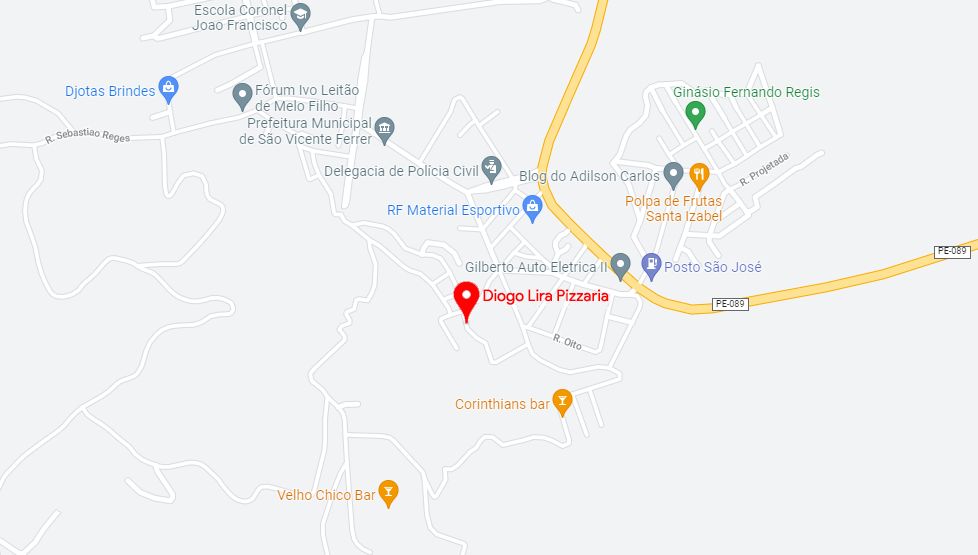 Escola Coronel
Joao Francisco
Djotas Brindes
Fórum Ivo Leitão
de Melo Filho
Ginásio Fernando Regis
Prefeitura Municipal
de São Vicente Ferrer
R. Sebastiao Reges
Delegacia de Polícia Civil
Blog do Adilson Carlos
R. Projetada
Polpa de Frutas
Santa Izabel
RF Material Esportivo
PE-089
Gilberto Auto Eletrica II
Posto São José
Diogo Lira Pizzaria
PE-089
R. Oito
Corinthians bar
Velho Chico Bar